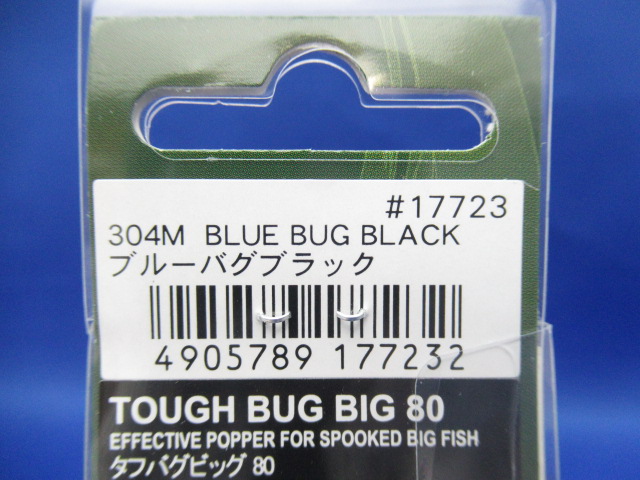 #17723
304M BLUE BUG BLACK
ブルーバグブラック
4905789 177232
TOUGH BUG BIG 80
EFFECTIVE POPPER FOR SPOOKED BIG FISH
タフバグビッグ 80